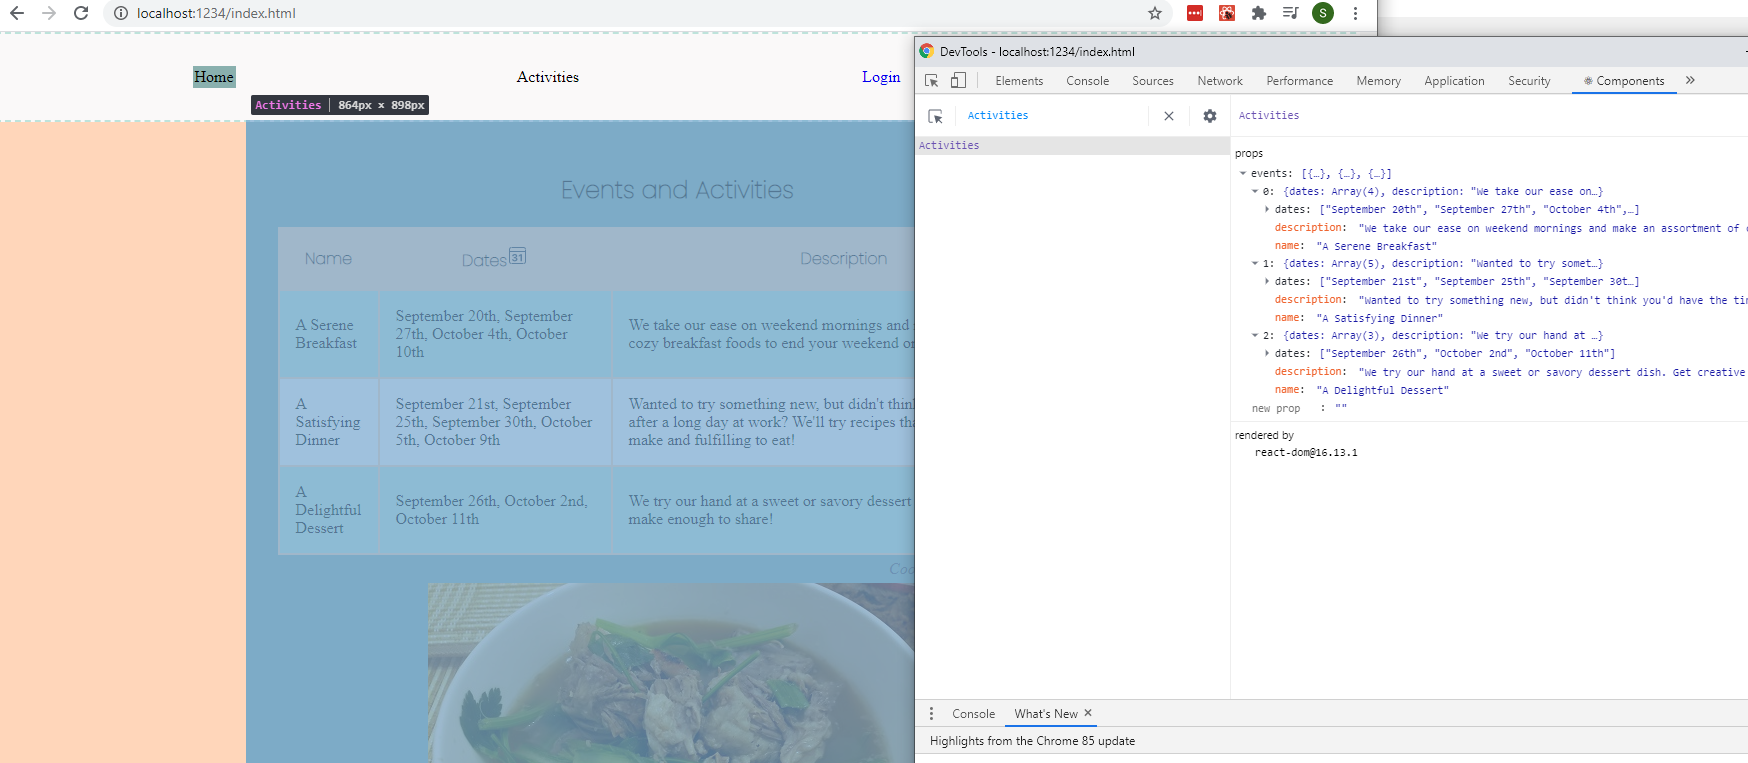 localhost:1234/index.html
S
Home
Activities
Login
Activities | 864px × 898px
Events and Activities
Name
Dates
31
Description
A Serene
Breakfast
September 20th, September
27th, October 4th, October
10th
We take our ease on weekend mornings and
cozy breakfast foods to end your weekend
A
Satisfying
Dinner
September 21st, September
25th, September 30th, October
5th, October 9th
Wanted to try something new, but didn't
after a long day at work? We'll try recipes
make and fulfilling to eat!
A
Delightful
Dessert
September 26th, October 2nd,
October 11th
We try our hand at a sweet or savory dessert
make enough to share!
DevTools - localhost:1234/index.html
Elements
Console
Sources
Network
Performance
Memory
Application
Security
Components
»
Activities
Activities
Activities
props
events: [{…}, {…}, {…}]
0: {dates: Array(4), description: "We take our ease on…}
dates: ["September 20th", "September 27th", "October 4th",…]
description: "We take our ease on weekend mornings and make an assortment of
name: "A Serene Breakfast"
1: {dates: Array(5), description: "Wanted to try somet…}
dates: ["September 21st", "September 25th", "September 30t…]
description: "Wanted to try something new, but didn't think you'd have the
name: "A Satisfying Dinner"
2: {dates: Array(3), description: "We try our hand at …}
dates: ["September 26th", "October 2nd", "October 11th"]
description: "We try our hand at a sweet or savory dessert dish. Get creative
name: "A Delightful Dessert"
new prop : ""
rendered by
react-dom@16.13.1
Console
What's New
Highlights from the Chrome 85 update